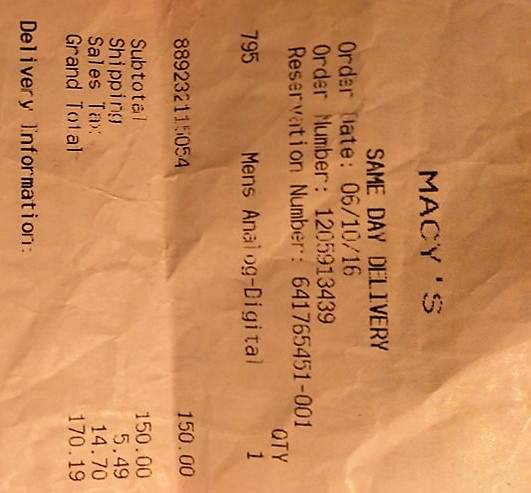 MACY'S
SAME DAY DELIVERY
Order Date: 06/10/16
Order Number: 1205913439
Reservation Number: 641765451-001
QTY
795 Mens Analog-Digital 1
889232115054 150.00
Subtotal 150.00
Shipping 5.49
Sales Tax: 14.70
Grand Total 170.19
Delivery Information: